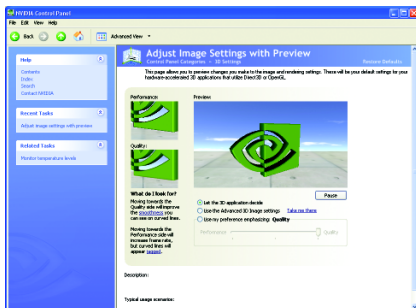 NVIDIA Control Panel
File Edit View Help
Back Advanced View
Help
Contents
Index
Search
Contact NVIDIA
Recent Tasks
Adjust image settings with preview
Related Tasks
Monitor temperature levels
Adjust Image Settings with Preview
Control Panel Categories - 3D Settings
Restore Defaults
This page allows you to preview changes you make to the image and rendering settings. These will be your default settings for your
hardware-accelerated 3D applications that utilize Direct3D or OpenGL.
Performance:
Preview:
Quality:
Pause
What do I look for?
Moving towards the
Quality side will improve
the smoothness you
can see on curved lines.
Moving towards the
Performance side will
increase frame rate,
but curved lines will
appear jagged.
Let the 3D application decide
Use the Advanced 3D Image settings Take me there
Use my preference emphasizing: Quality
Performance Quality
Description:
Typical usage scenarios: